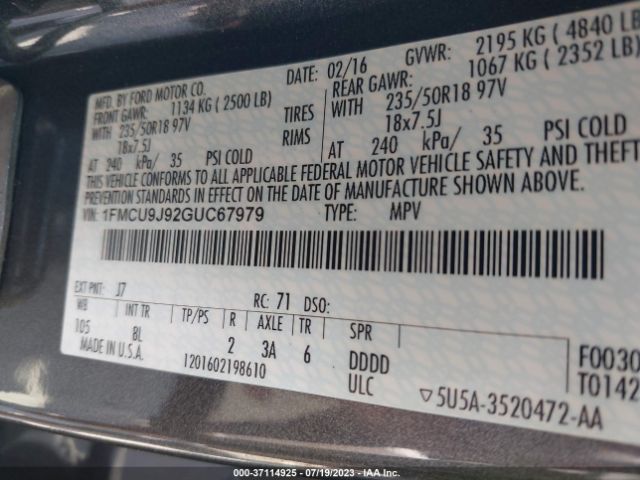 MFD. BY FORD MOTOR CO. DATE: 02/16 GVWR: 2195 KG ( 4840 LB
FRONT GAWR: 1134 KG ( 2500 LB) REAR GAWR: 1067 KG ( 2352 LB)
WITH 235/50R18 97V TIRES WITH 235/50R18 97V
18x7.5J RIMS 18x7.5J
AT 240 kPa/ 35 PSI COLD AT 240 kPa/ 35 PSI COLD
THIS VEHICLE CONFORMS TO ALL APPLICABLE FEDERAL MOTOR VEHICLE SAFETY AND THEFT
PREVENTION STANDARDS IN EFFECT ON THE DATE OF MANUFACTURE SHOWN ABOVE.
VIN: 1FMCU9J92GUC67979 TYPE: MPV
EXT PNT: J7 RC: 71 DSO:
WB INT TR TP/PS R AXLE TR SPR
105 8L 2 3A 6 DDDD
MADE IN U.S.A. 1201602198610 ULC
F0030
T0142
▽5U5A-3520472-AA
000-37114925 / 07/19/2023 / IAA Inc.